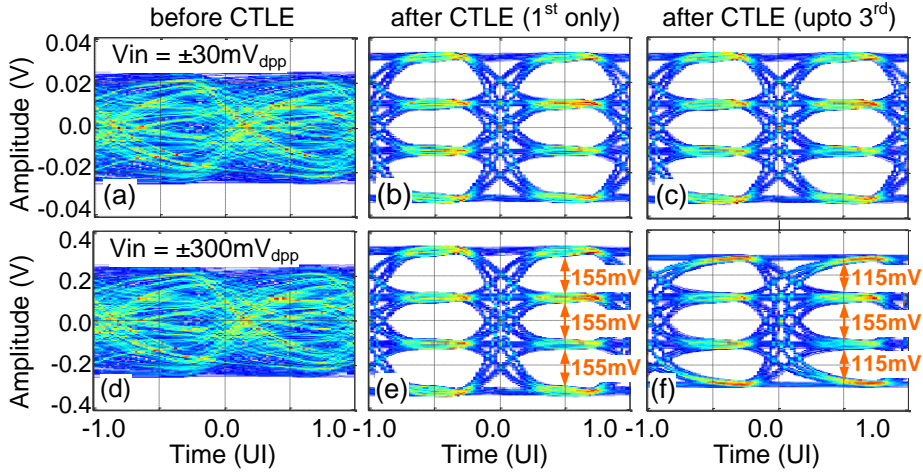 before CTLE
after CTLE (1st only)
after CTLE (upto 3rd)
Amplitude (V)
0.04
0.02
0.0
-0.02
-0.04
Vin = ±30mVdpp
(a)
(b)
(c)
Amplitude (V)
0.4
0.2
0.0
-0.2
-0.4
Vin = ±300mVdpp
(d)
155mV
155mV
155mV
(e)
115mV
155mV
115mV
(f)
-1.0 0.0 1.0
-1.0 0.0 1.0
-1.0 0.0 1.0
Time (UI)
Time (UI)
Time (UI)